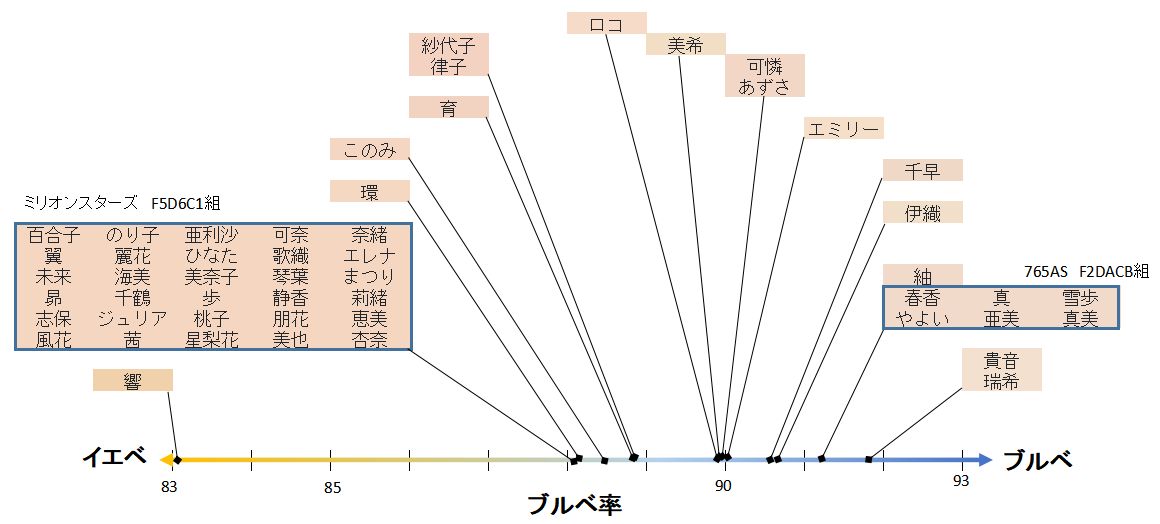 ロコ
美希
紗代子
律子
可憐
あずさ
育
エミリー
このみ
千早
環
伊織
ミリオンスターズ F5D6C1組
百合子 のり子 亜利沙 可奈 奈緒
翼 麗花 ひなた 歌織 エレナ
未来 海美 美奈子 琴葉 まつり
昴 千鶴 歩 静香 莉緒
志保 ジュリア 桃子 朋花 恵美
風花 茜 星梨花 美也 杏奈
紬
765AS F2DACB組
春香 真 雪歩
やよい 亜美 真美
響
貴音
瑞希
イエベ
ブルベ
83
85
90
93
ブルベ率